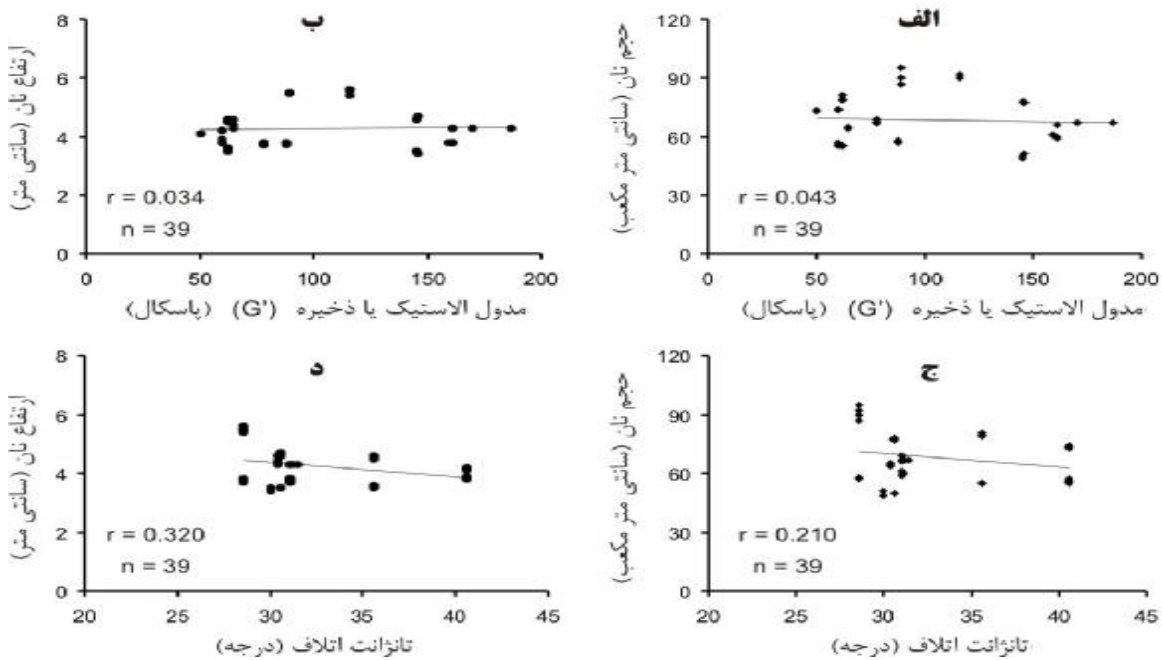 الف
حجم نان (سانتی متر مکعب)
120
90
60
30
0
r = 0.043
n = 39
0 50 100 150 200
مدول الاستیک یا ذخیره (G') (پاسکال)
ب
ارتفاع نان (سانتی متر)
8
6
4
2
0
r = 0.034
n = 39
0 50 100 150 200
مدول الاستیک یا ذخیره (G') (پاسکال)
ج
حجم نان (سانتی متر مکعب)
120
90
60
30
0
r = 0.210
n = 39
20 25 30 35 40 45
تانژانت اتلاف (درجه)
د
ارتفاع نان (سانتی متر)
8
6
4
2
0
r = 0.320
n = 39
20 25 30 35 40 45
تانژانت اتلاف (درجه)